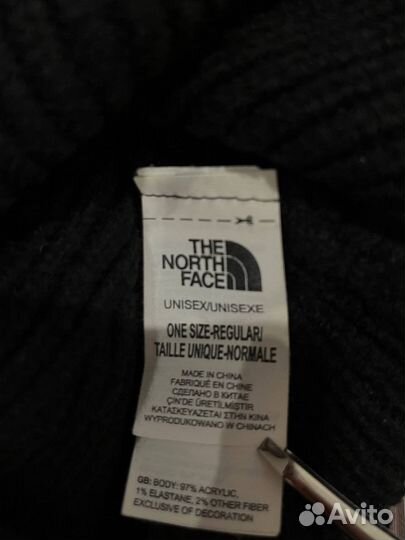 THE
NORTH
FACE
UNISEX/UNISEXE
ONE SIZE-REGULAR/
TAILLE UNIQUE-NORMALE
MADE IN CHINA
FABRIQUÉ EN CHINE
СДЕЛАНО В КИТАЕ
ÇİN'DE ÜRETİLMİŞTİR
ΚΑΤΑΣΚΕΥΑΖΕΤΑΙ ΣΤΗΝ ΚΙΝΑ
WYPRODUKOWANO W CHINACH
GB: BODY: 97% ACRYLIC,
1% ELASTANE, 2% OTHER FIBER
EXCLUSIVE OF DECORATION
Avito